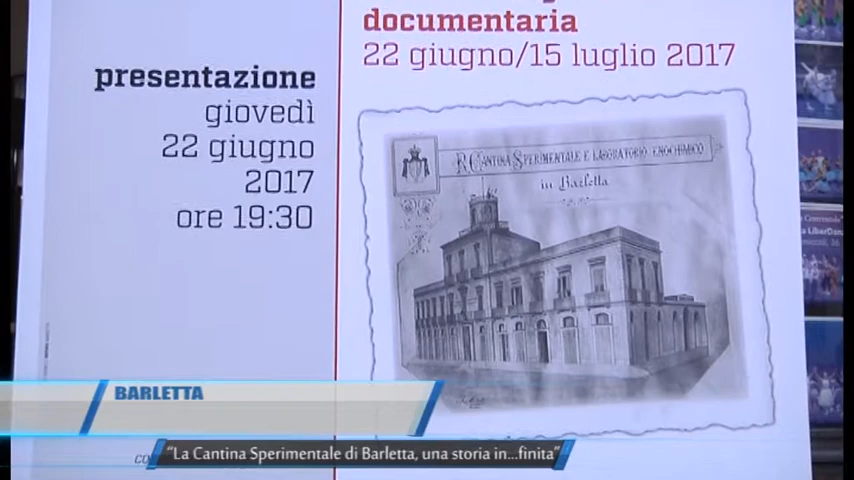 documentaria
22 giugno/15 luglio 2017
presentazione
giovedì
22 giugno
2017
ore 19:30
R. Cantina Sperimentale e laboratorio enochimico
in Barletta
BARLETTA
"La Cantina Sperimentale di Barletta, una storia in...finita"